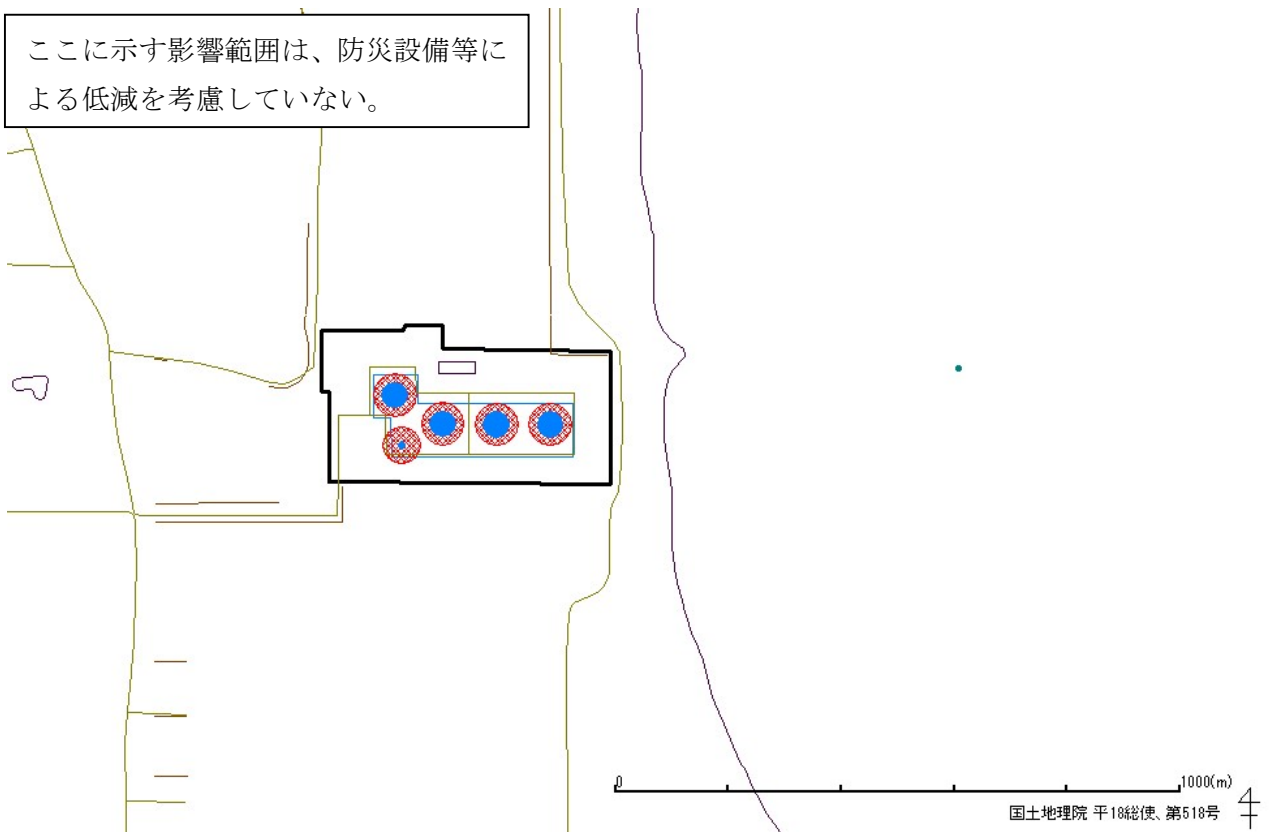 ここに示す影響範囲は、防災設備等に
よる低減を考慮していない。
0 1000(m)
国土地理院 平18総使、第518号